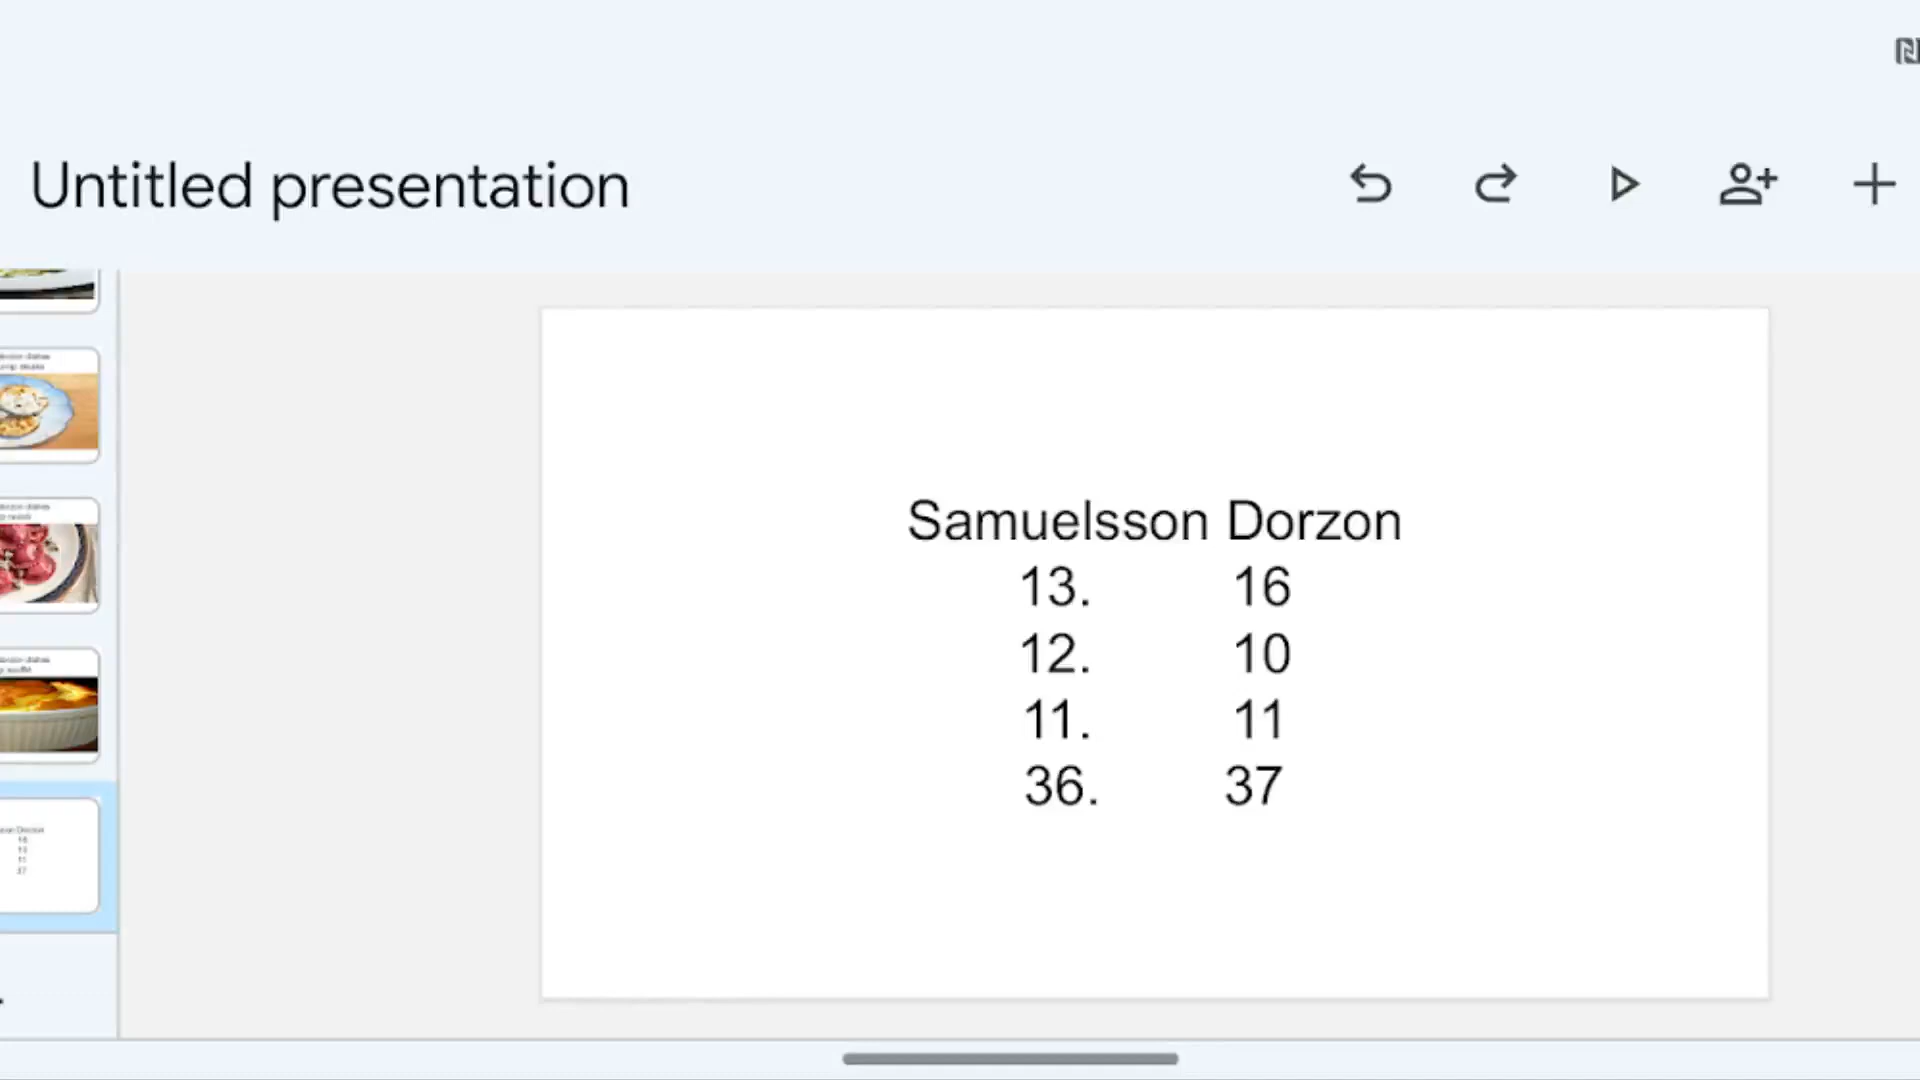 Untitled presentation
Samuelsson Dorzon
13. 16
12. 10
11. 11
36. 37